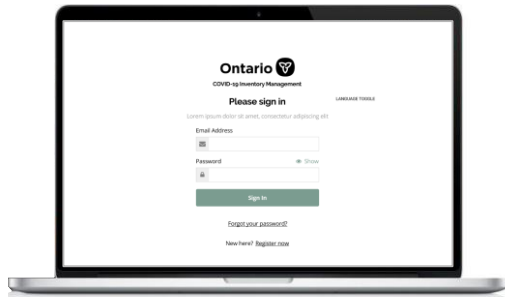 Ontario
COVID-19 Inventory Management
Please sign in
LANGUAGE TOGGLE
Lorem ipsum dolor sit amet, consectetur adipiscing elit
Email Address
Password
Show
Sign In
Forgot your password?
New here? Register now